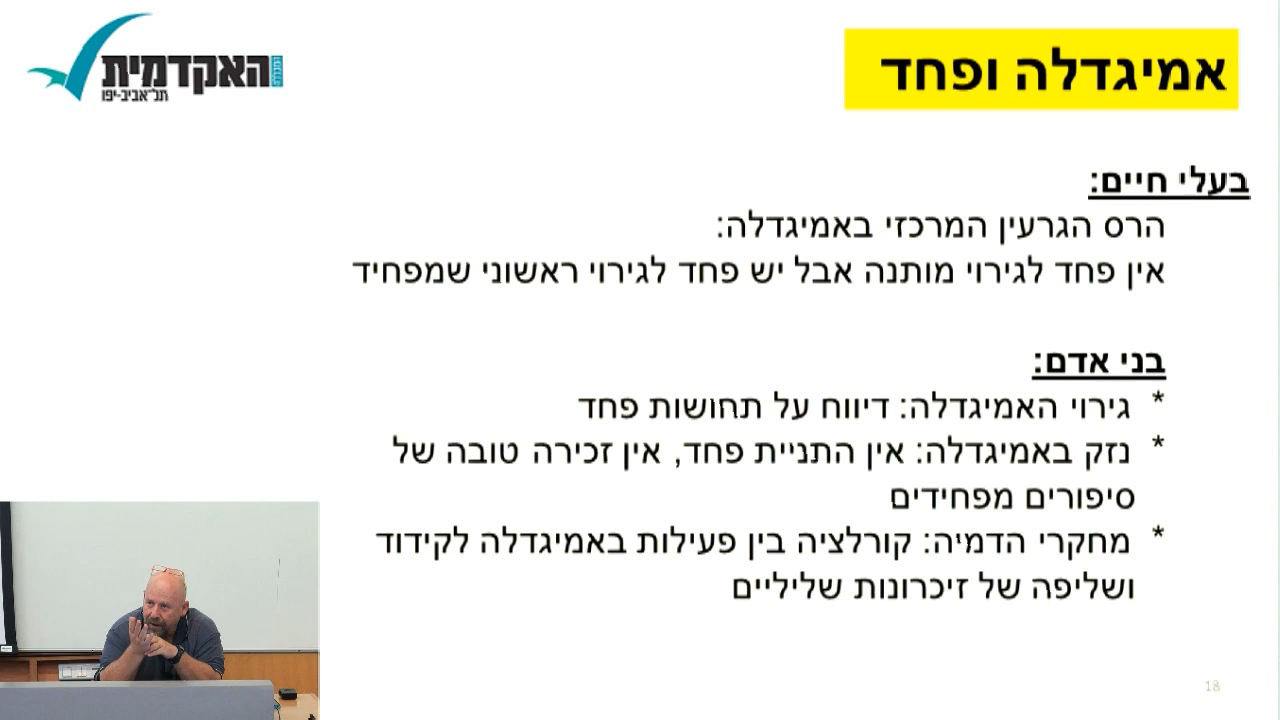 האקדמית
תל־אביב-יפו
אמיגדלה ופחד
בעלי חיים:
הרס הגרעין המרכזי באמיגדלה:
אין פחד לגירוי מותנה אבל יש פחד לגירוי ראשוני שמפחיד
בני אדם:
* גירוי האמיגדלה: דיווח על תחושות פחד
* נזק באמיגדלה: אין התניית פחד, אין זכירה טובה של
סיפורים מפחידים
* מחקרי הדמיה: קורלציה בין פעילות באמיגדלה לקידוד
ושליפה של זיכרונות שליליים
18